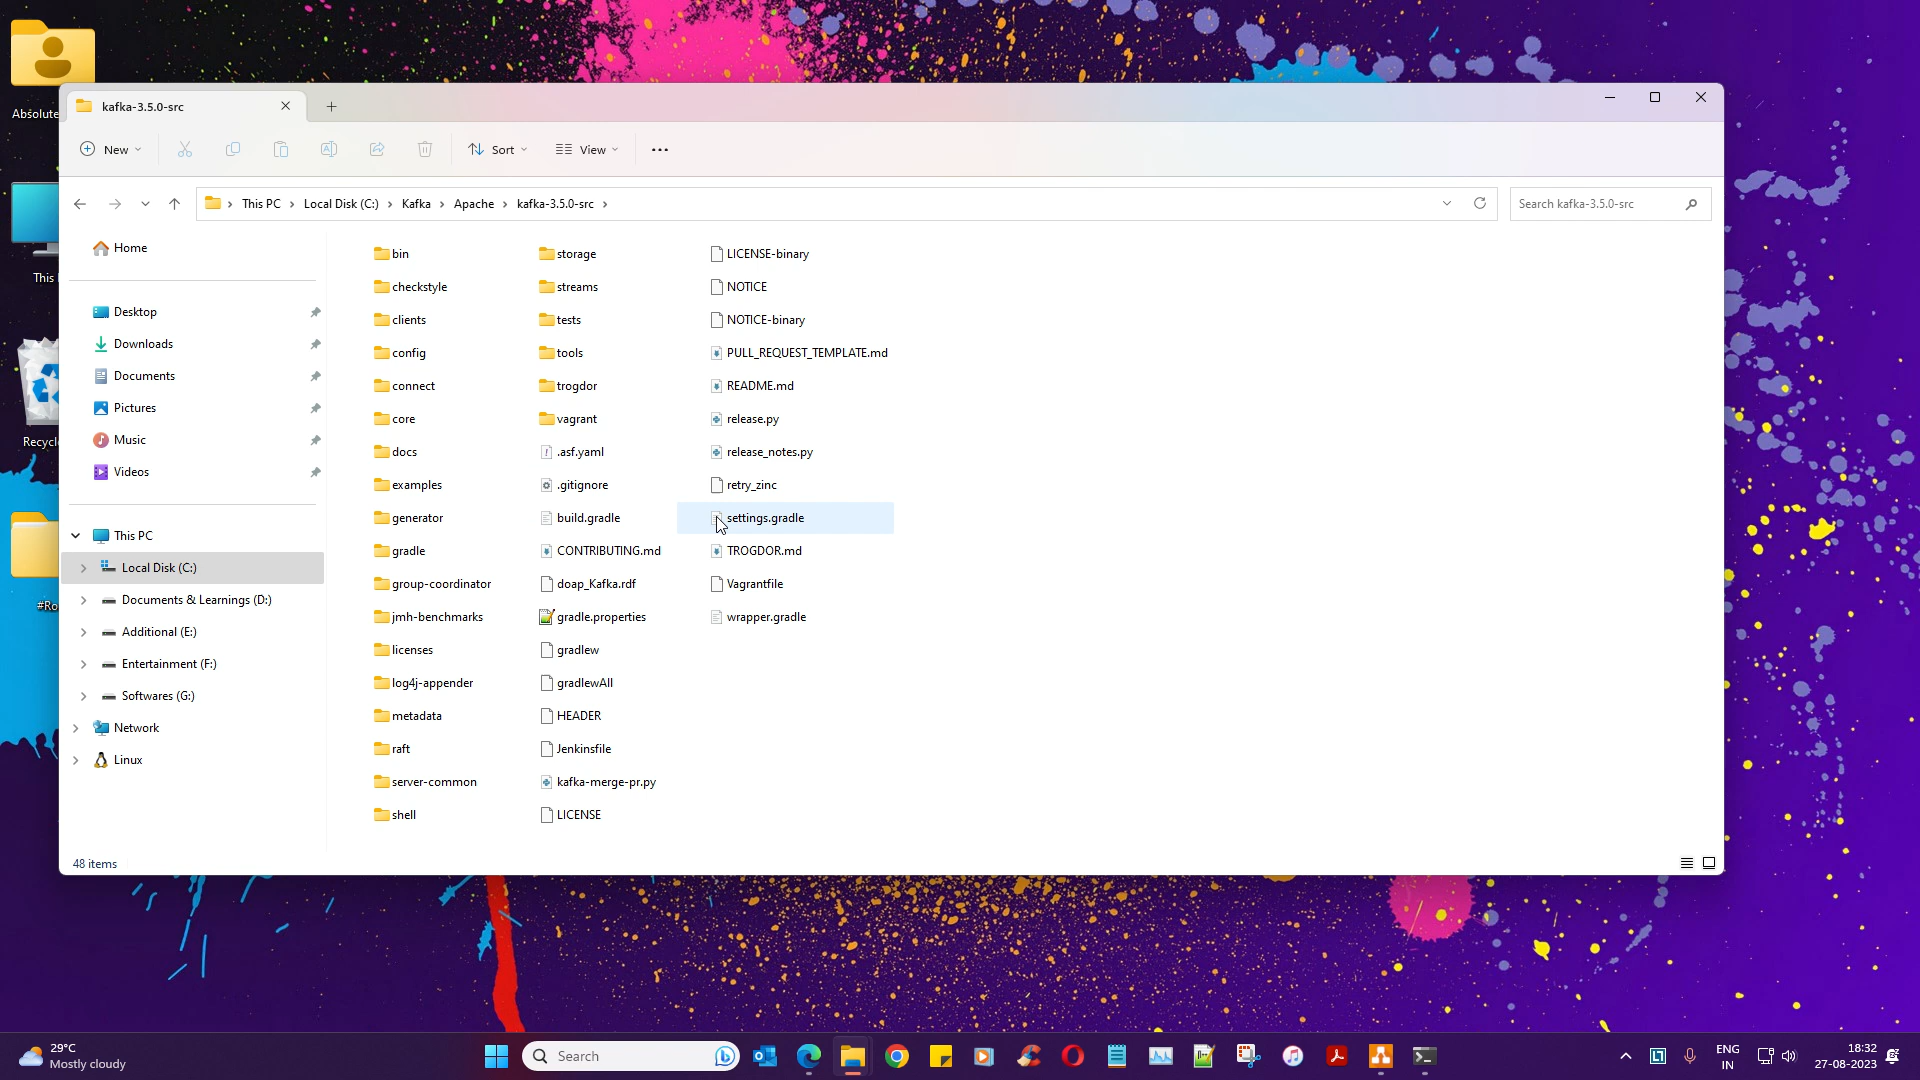 Absolute
This
Recycl
#Ro
kafka-3.5.0-src
New
Sort
View
This PC
Local Disk (C:)
Kafka
Apache
kafka-3.5.0-src
Search kafka-3.5.0-src
Home
Desktop
Downloads
Documents
Pictures
Music
Videos
This PC
Local Disk (C:)
Documents & Learnings (D:)
Additional (E:)
Entertainment (F:)
Softwares (G:)
Network
Linux
bin
checkstyle
clients
config
connect
core
docs
examples
generator
gradle
group-coordinator
jmh-benchmarks
licenses
log4j-appender
metadata
raft
server-common
shell
storage
streams
tests
tools
trogdor
vagrant
.asf.yaml
.gitignore
build.gradle
CONTRIBUTING.md
doap_Kafka.rdf
gradle.properties
gradlew
gradlewAll
HEADER
Jenkinsfile
kafka-merge-pr.py
LICENSE
LICENSE-binary
NOTICE
NOTICE-binary
PULL_REQUEST_TEMPLATE.md
README.md
release.py
release_notes.py
retry_zinc
settings.gradle
TROGDOR.md
Vagrantfile
wrapper.gradle
48 items
29°C
Mostly cloudy
Search
ENG
IN
18:32
27-08-2023